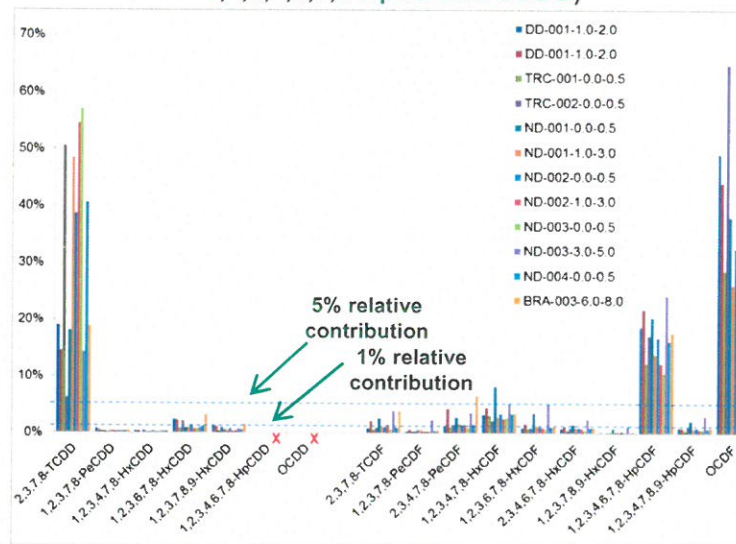 70%
60%
50%
40%
30%
20%
10%
0%
DD-001-1.0-2.0
DD-001-1.0-2.0
TRC-001-0.0-0.5
TRC-002-0.0-0.5
ND-001-0.0-0.5
ND-001-1.0-3.0
ND-002-0.0-0.5
ND-002-1.0-3.0
ND-003-0.0-0.5
ND-003-3.0-5.0
ND-004-0.0-0.5
BRA-003-6.0-8.0
5% relative
contribution
1% relative
contribution
X
X
2,3,7,8-TCDD
1,2,3,7,8-PeCDD
1,2,3,4,7,8-HxCDD
1,2,3,6,7,8-HxCDD
1,2,3,7,8,9-HxCDD
1,2,3,4,6,7,8-HpCDD
OCDD
2,3,7,8-TCDF
1,2,3,7,8-PeCDF
2,3,4,7,8-PeCDF
1,2,3,4,7,8-HxCDF
1,2,3,6,7,8-HxCDF
2,3,4,6,7,8-HxCDF
1,2,3,7,8,9-HxCDF
1,2,3,4,6,7,8-HpCDF
1,2,3,4,7,8,9-HpCDF
OCDF